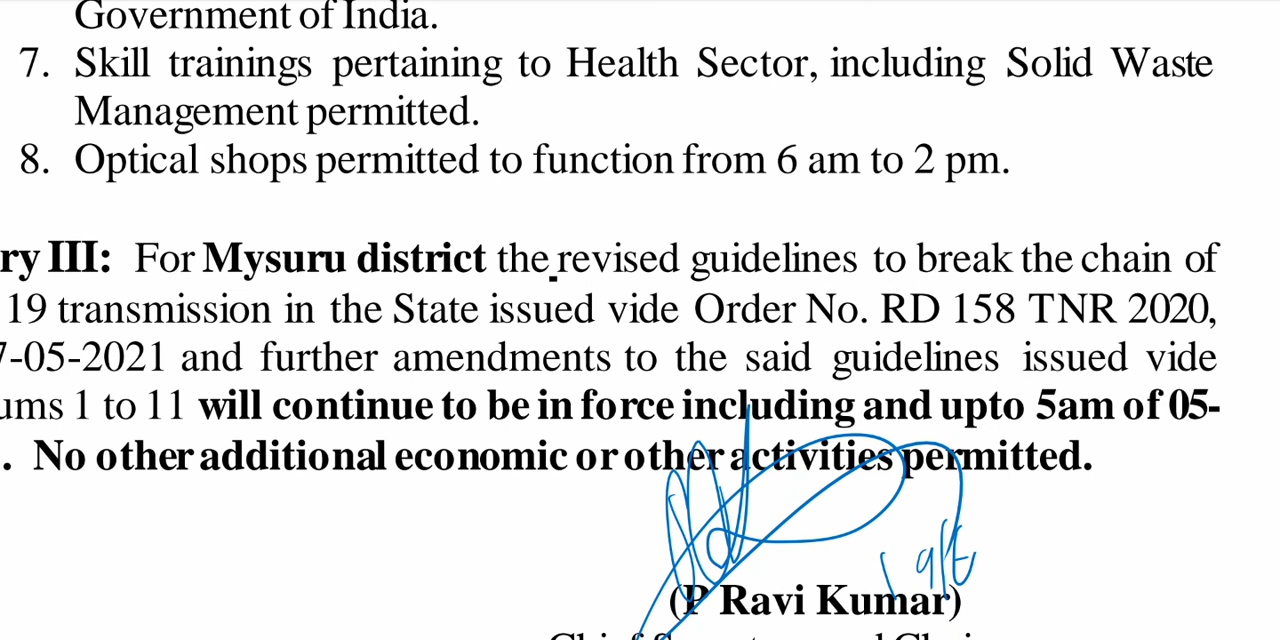 Government of India.
7. Skill trainings pertaining to Health Sector, including Solid Waste
Management permitted.
8. Optical shops permitted to function from 6 am to 2 pm.
ry III: For Mysuru district the revised guidelines to break the chain of
19 transmission in the State issued vide Order No. RD 158 TNR 2020,
7-05-2021 and further amendments to the said guidelines issued vide
ums 1 to 11 will continue to be in force including and upto 5am of 05-
. No other additional economic or other activities permitted.
(P Ravi Kumar)